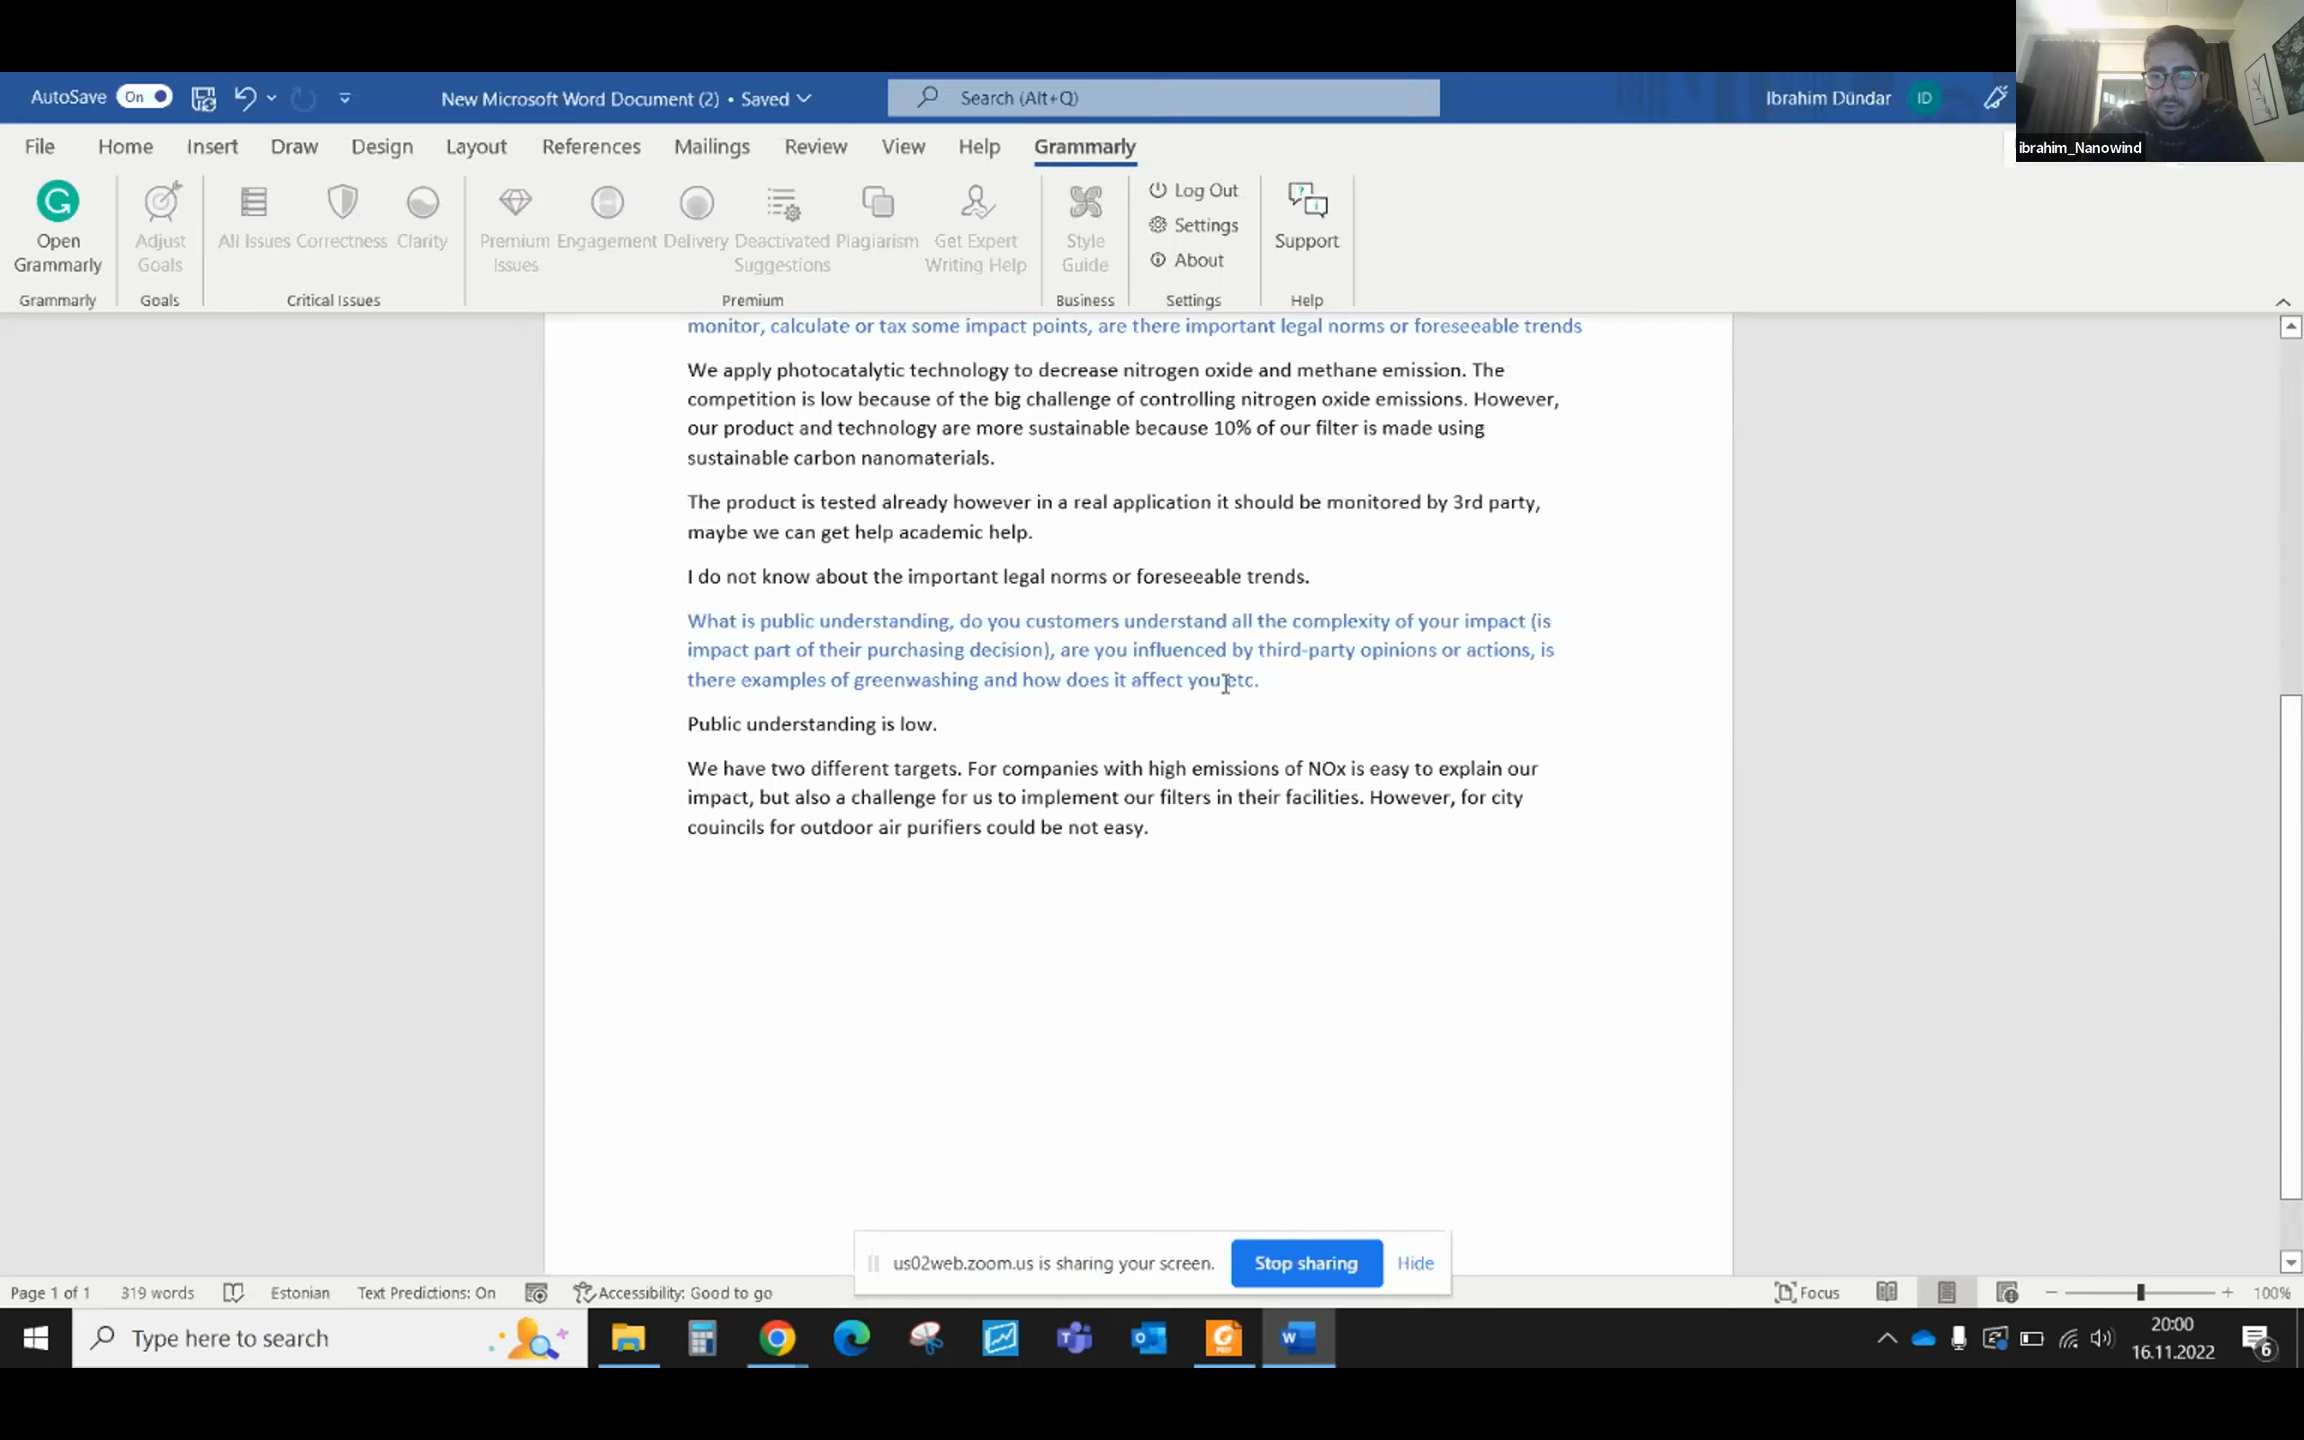 AutoSave On
New Microsoft Word Document (2) • Saved
Search (Alt+Q)
Ibrahim Dündar ID
ibrahim_Nanowind
File Home Insert Draw Design Layout References Mailings Review View Help Grammarly
Open Grammarly
Adjust Goals
All Issues Correctness Clarity
Premium Issues
Engagement
Delivery
Deactivated Suggestions
Plagiarism
Get Expert Writing Help
Style Guide
Log Out
Settings
About
Support
Grammarly Goals Critical Issues Premium Business Settings Help
monitor, calculate or tax some impact points, are there important legal norms or foreseeable trends
We apply photocatalytic technology to decrease nitrogen oxide and methane emission. The
competition is low because of the big challenge of controlling nitrogen oxide emissions. However,
our product and technology are more sustainable because 10% of our filter is made using
sustainable carbon nanomaterials.
The product is tested already however in a real application it should be monitored by 3rd party,
maybe we can get help academic help.
I do not know about the important legal norms or foreseeable trends.
What is public understanding, do you customers understand all the complexity of your impact (is
impact part of their purchasing decision), are you influenced by third-party opinions or actions, is
there examples of greenwashing and how does it affect you etc.
Public understanding is low.
We have two different targets. For companies with high emissions of NOx is easy to explain our
impact, but also a challenge for us to implement our filters in their facilities. However, for city
couincils for outdoor air purifiers could be not easy.
us02web.zoom.us is sharing your screen. Stop sharing Hide
Page 1 of 1 319 words Estonian Text Predictions: On Accessibility: Good to go
Focus 100%
Type here to search
20:00
16.11.2022
6